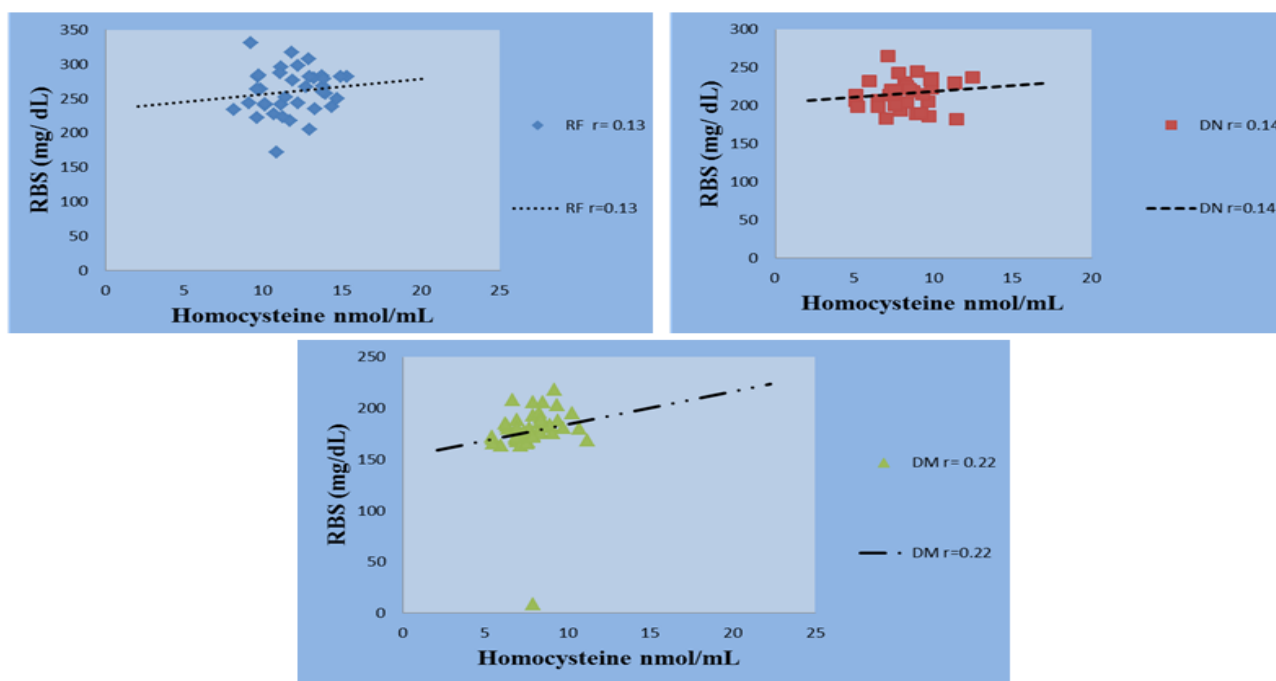 350
300
250
200
150
100
50
0
RBS (mg/ dL)
0 5 10 15 20 25
Homocysteine nmol/mL
RF r= 0.13
RF r=0.13
300
250
200
150
100
50
0
RBS (mg/dL)
0 5 10 15 20
Homocysteine nmol/mL
DN r= 0.14
DN r=0.14
250
200
150
100
50
0
RBS (mg/dL)
0 5 10 15 20 25
Homocysteine nmol/mL
DM r= 0.22
DM r=0.22